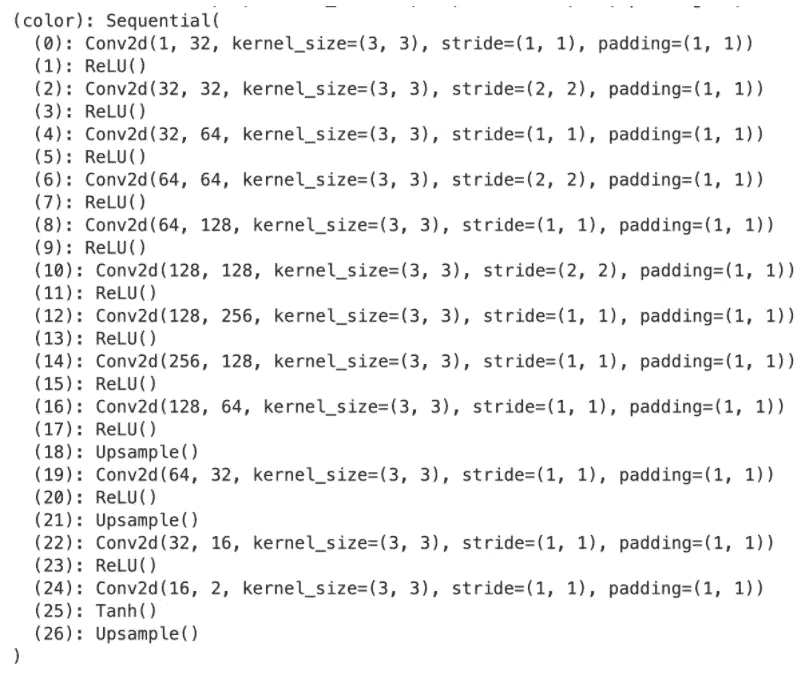 (color): Sequential(
(0): Conv2d(1, 32, kernel_size=(3, 3), stride=(1, 1), padding=(1, 1))
(1): ReLU()
(2): Conv2d(32, 32, kernel_size=(3, 3), stride=(2, 2), padding=(1, 1))
(3): ReLU()
(4): Conv2d(32, 64, kernel_size=(3, 3), stride=(1, 1), padding=(1, 1))
(5): ReLU()
(6): Conv2d(64, 64, kernel_size=(3, 3), stride=(2, 2), padding=(1, 1))
(7): ReLU()
(8): Conv2d(64, 128, kernel_size=(3, 3), stride=(1, 1), padding=(1, 1))
(9): ReLU()
(10): Conv2d(128, 128, kernel_size=(3, 3), stride=(2, 2), padding=(1, 1))
(11): ReLU()
(12): Conv2d(128, 256, kernel_size=(3, 3), stride=(1, 1), padding=(1, 1))
(13): ReLU()
(14): Conv2d(256, 128, kernel_size=(3, 3), stride=(1, 1), padding=(1, 1))
(15): ReLU()
(16): Conv2d(128, 64, kernel_size=(3, 3), stride=(1, 1), padding=(1, 1))
(17): ReLU()
(18): Upsample()
(19): Conv2d(64, 32, kernel_size=(3, 3), stride=(1, 1), padding=(1, 1))
(20): ReLU()
(21): Upsample()
(22): Conv2d(32, 16, kernel_size=(3, 3), stride=(1, 1), padding=(1, 1))
(23): ReLU()
(24): Conv2d(16, 2, kernel_size=(3, 3), stride=(1, 1), padding=(1, 1))
(25): Tanh()
(26): Upsample()
)